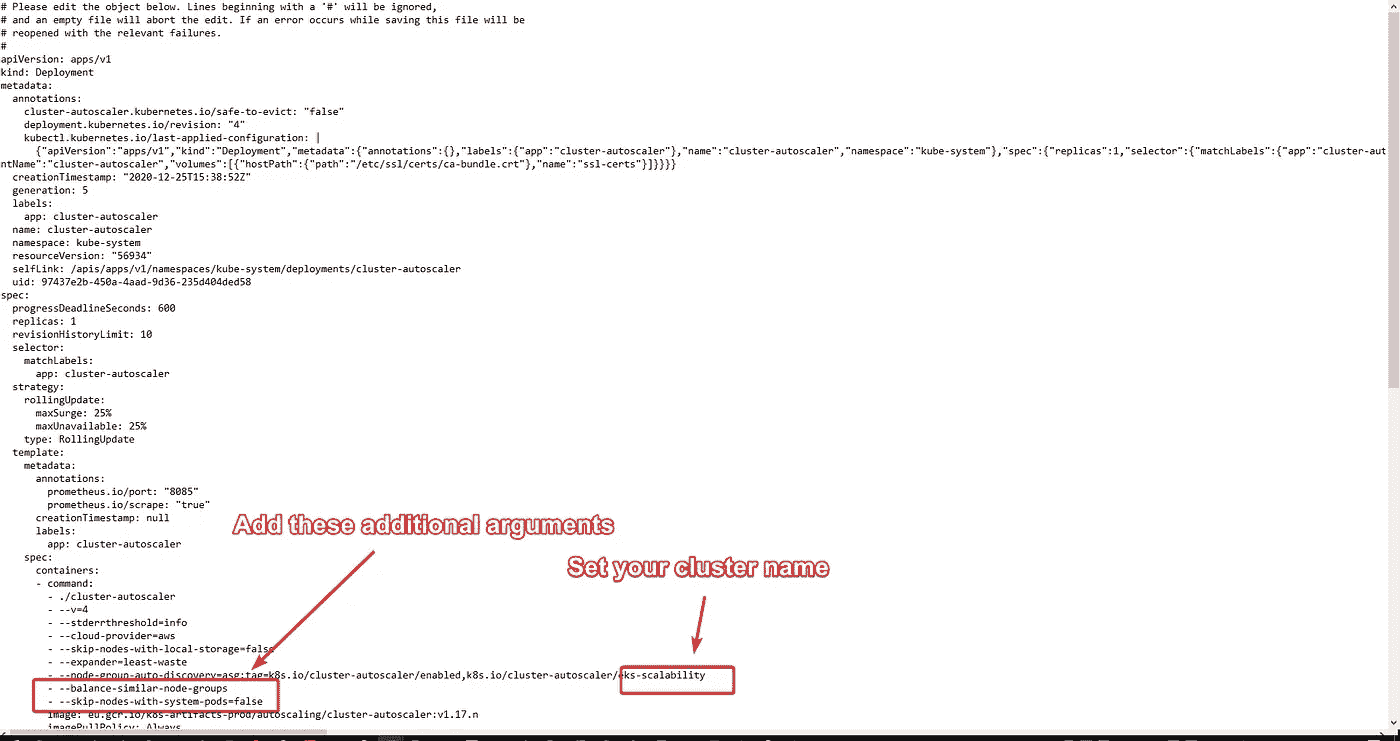 # Please edit the object below. Lines beginning with a '#' will be ignored,
# and an empty file will abort the edit. If an error occurs while saving this file will be
# reopened with the relevant failures.
#
apiVersion: apps/v1
kind: Deployment
metadata:
  annotations:
    cluster-autoscaler.kubernetes.io/safe-to-evict: "false"
    deployment.kubernetes.io/revision: "4"
    kubectl.kubernetes.io/last-applied-configuration: |
      {"apiVersion":"apps/v1","kind":"Deployment","metadata":{"annotations":{},"labels":{"app":"cluster-autoscaler"},"name":"cluster-autoscaler","namespace":"kube-system"},"spec":{"replicas":1,"selector":{"matchLabels":{"app":"cluster-aut
ntName":"cluster-autoscaler","volumes":[{"hostPath":{"path":"/etc/ssl/certs/ca-bundle.crt"},"name":"ssl-certs"}]}}}}
  creationTimestamp: "2020-12-25T15:38:52Z"
  generation: 5
  labels:
    app: cluster-autoscaler
  name: cluster-autoscaler
  namespace: kube-system
  resourceVersion: "56934"
  selfLink: /apis/apps/v1/namespaces/kube-system/deployments/cluster-autoscaler
  uid: 97437e2b-450a-4aad-9d36-235d404ded58
spec:
  progressDeadlineSeconds: 600
  replicas: 1
  revisionHistoryLimit: 10
  selector:
    matchLabels:
      app: cluster-autoscaler
  strategy:
    rollingUpdate:
      maxSurge: 25%
      maxUnavailable: 25%
    type: RollingUpdate
  template:
    metadata:
      annotations:
        prometheus.io/port: "8085"
        prometheus.io/scrape: "true"
      creationTimestamp: null
      labels:
        app: cluster-autoscaler
    spec:
      containers:
      - command:
        - ./cluster-autoscaler
        - --v=4
        - --stderrthreshold=info
        - --cloud-provider=aws
        - --skip-nodes-with-local-storage=false
        - --expander=least-waste
        - --node-group-auto-discovery=asg:tag=k8s.io/cluster-autoscaler/enabled,k8s.io/cluster-autoscaler/eks-scalability
        - --balance-similar-node-groups
        - --skip-nodes-with-system-pods=false
        image: eu.gcr.io/k8s-artifacts-prod/autoscaling/cluster-autoscaler:v1.17.n
        imagePullPolicy: Always
Add these additional arguments
Set your cluster name